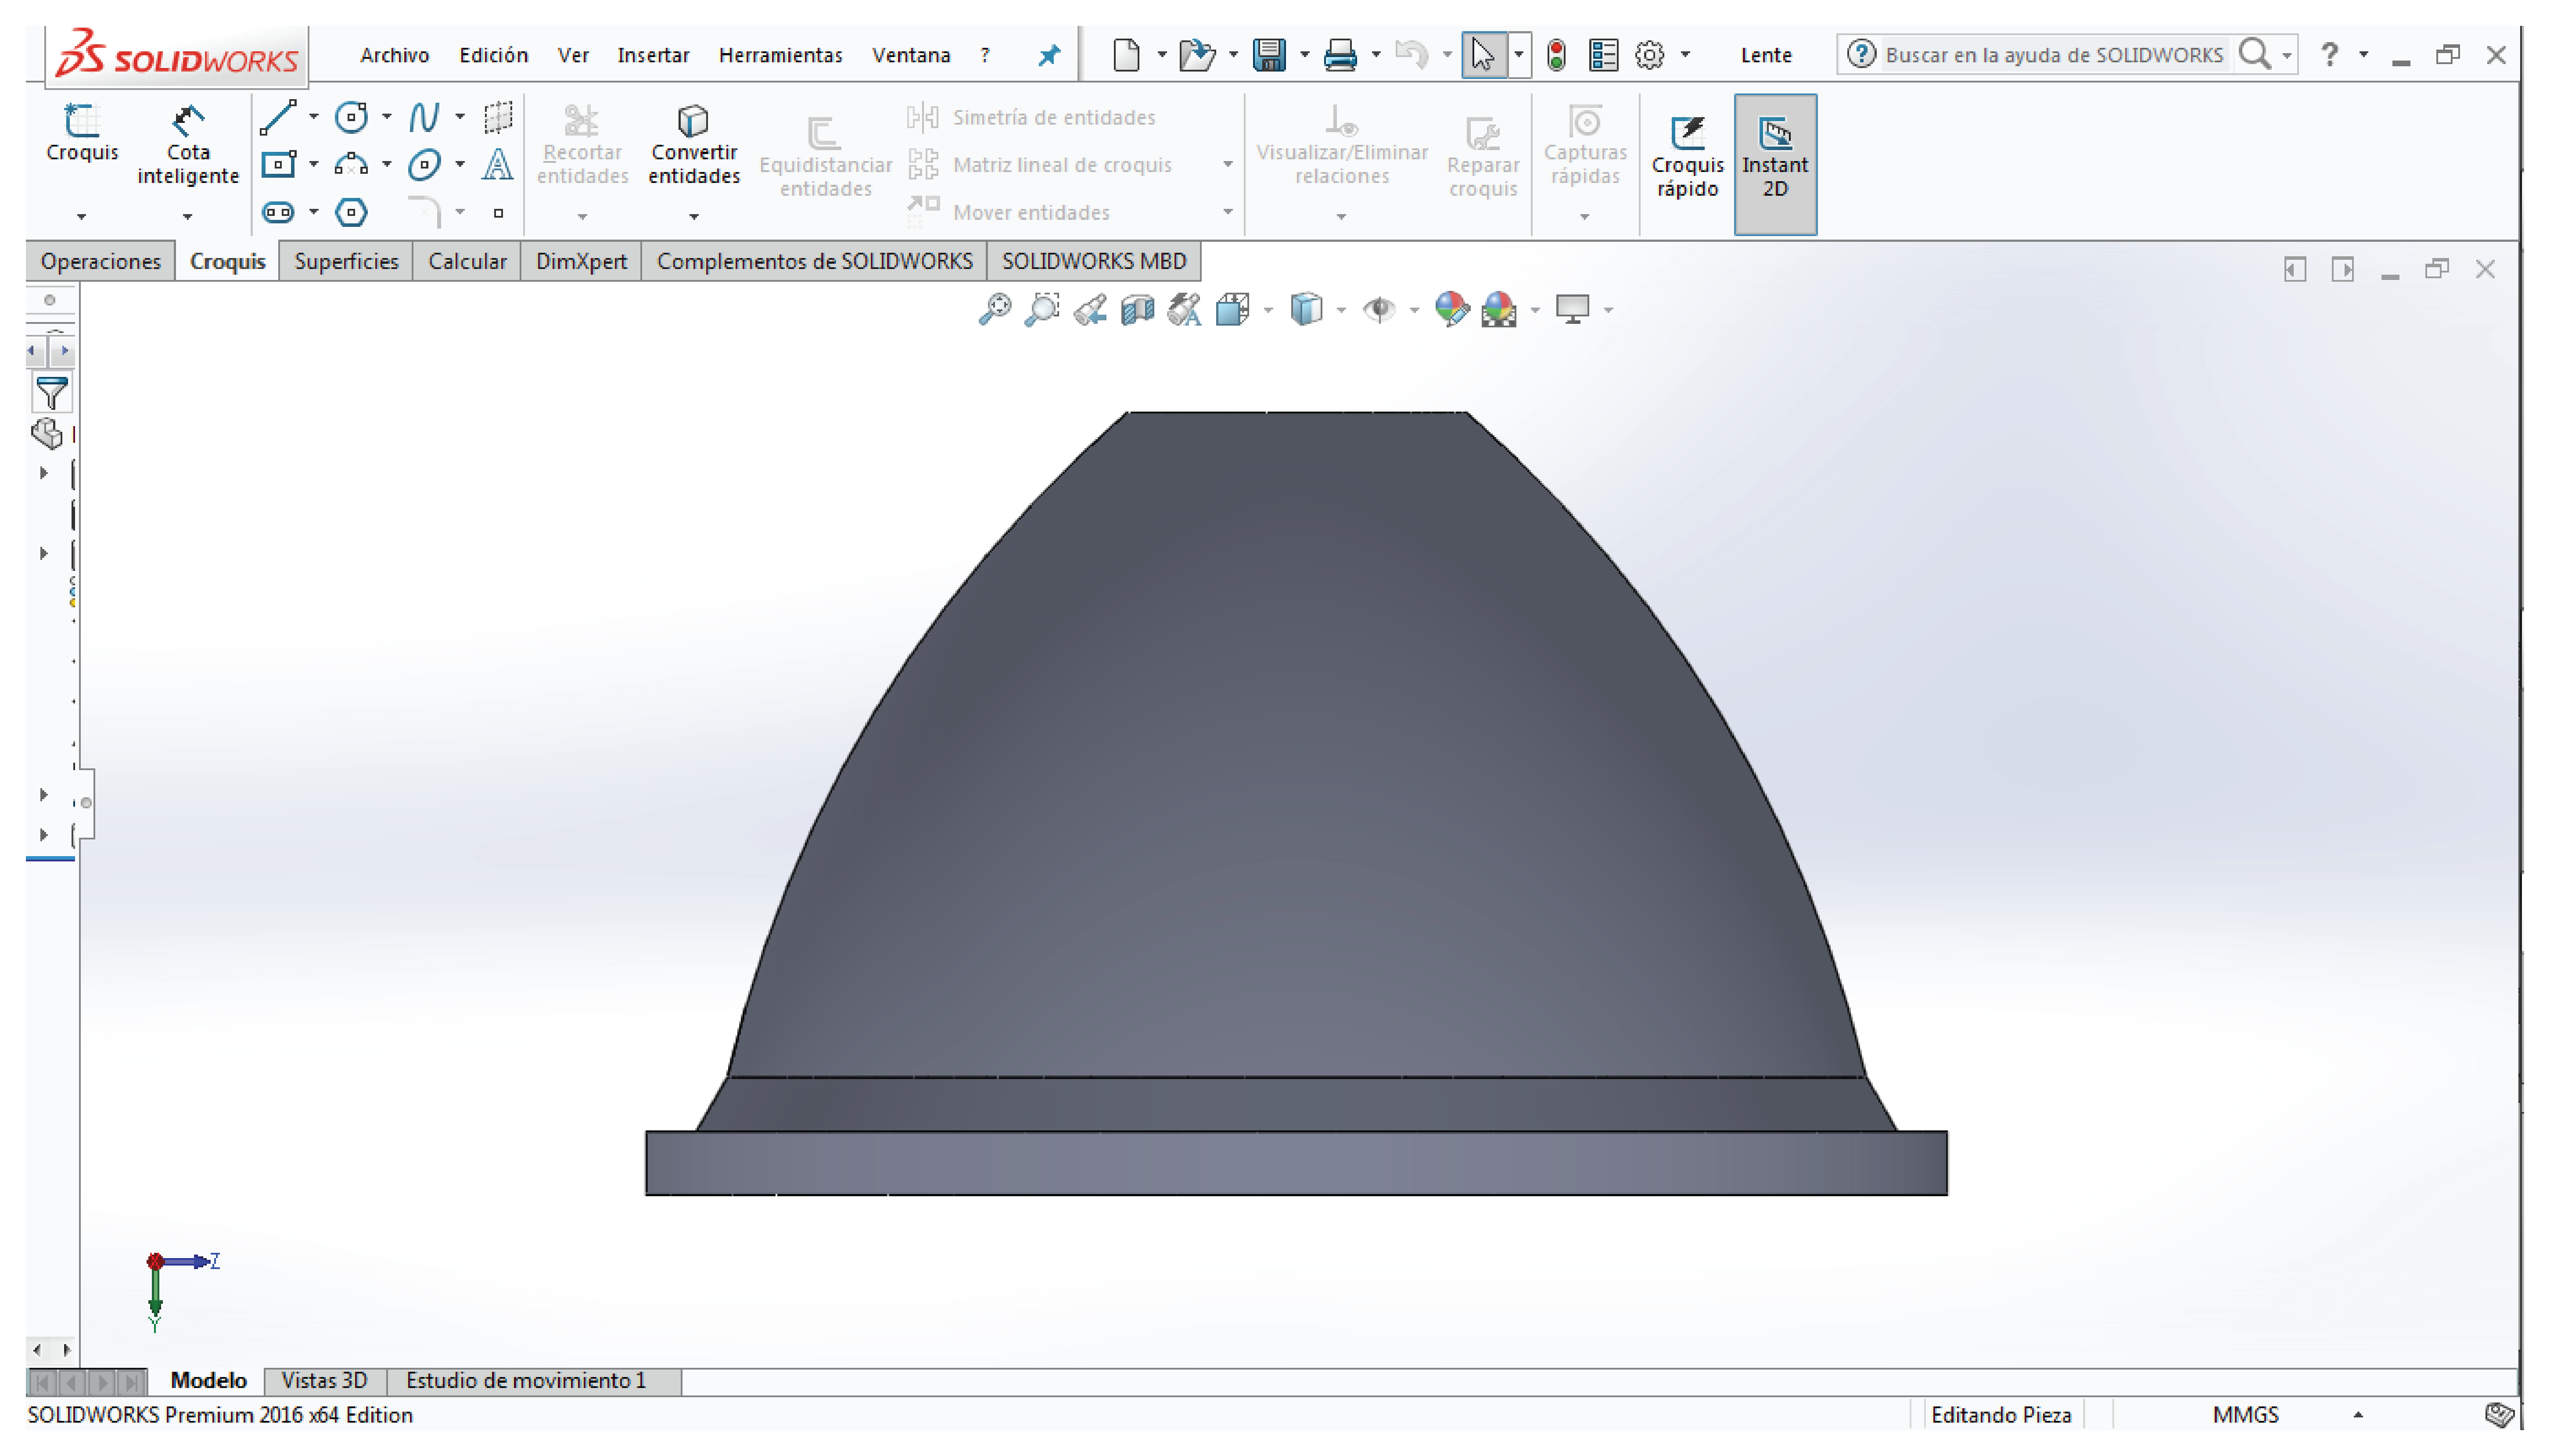 SOLIDWORKS Archivo Edición Ver Insertar Herramientas Ventana ? Lente Buscar en la ayuda de SOLIDWORKS ?
Croquis
Cota inteligente
Recortar entidades
Convertir entidades
Equidistanciar entidades
Simetría de entidades
Matriz lineal de croquis
Mover entidades
Visualizar/Eliminar relaciones
Reparar croquis
Capturas rápidas
Croquis rápido
Instant 2D
Operaciones Croquis Superficies Calcular DimXpert Complementos de SOLIDWORKS SOLIDWORKS MBD
Z
Y
Modelo Vistas 3D Estudio de movimiento 1
SOLIDWORKS Premium 2016 x64 Edition Editando Pieza MMGS